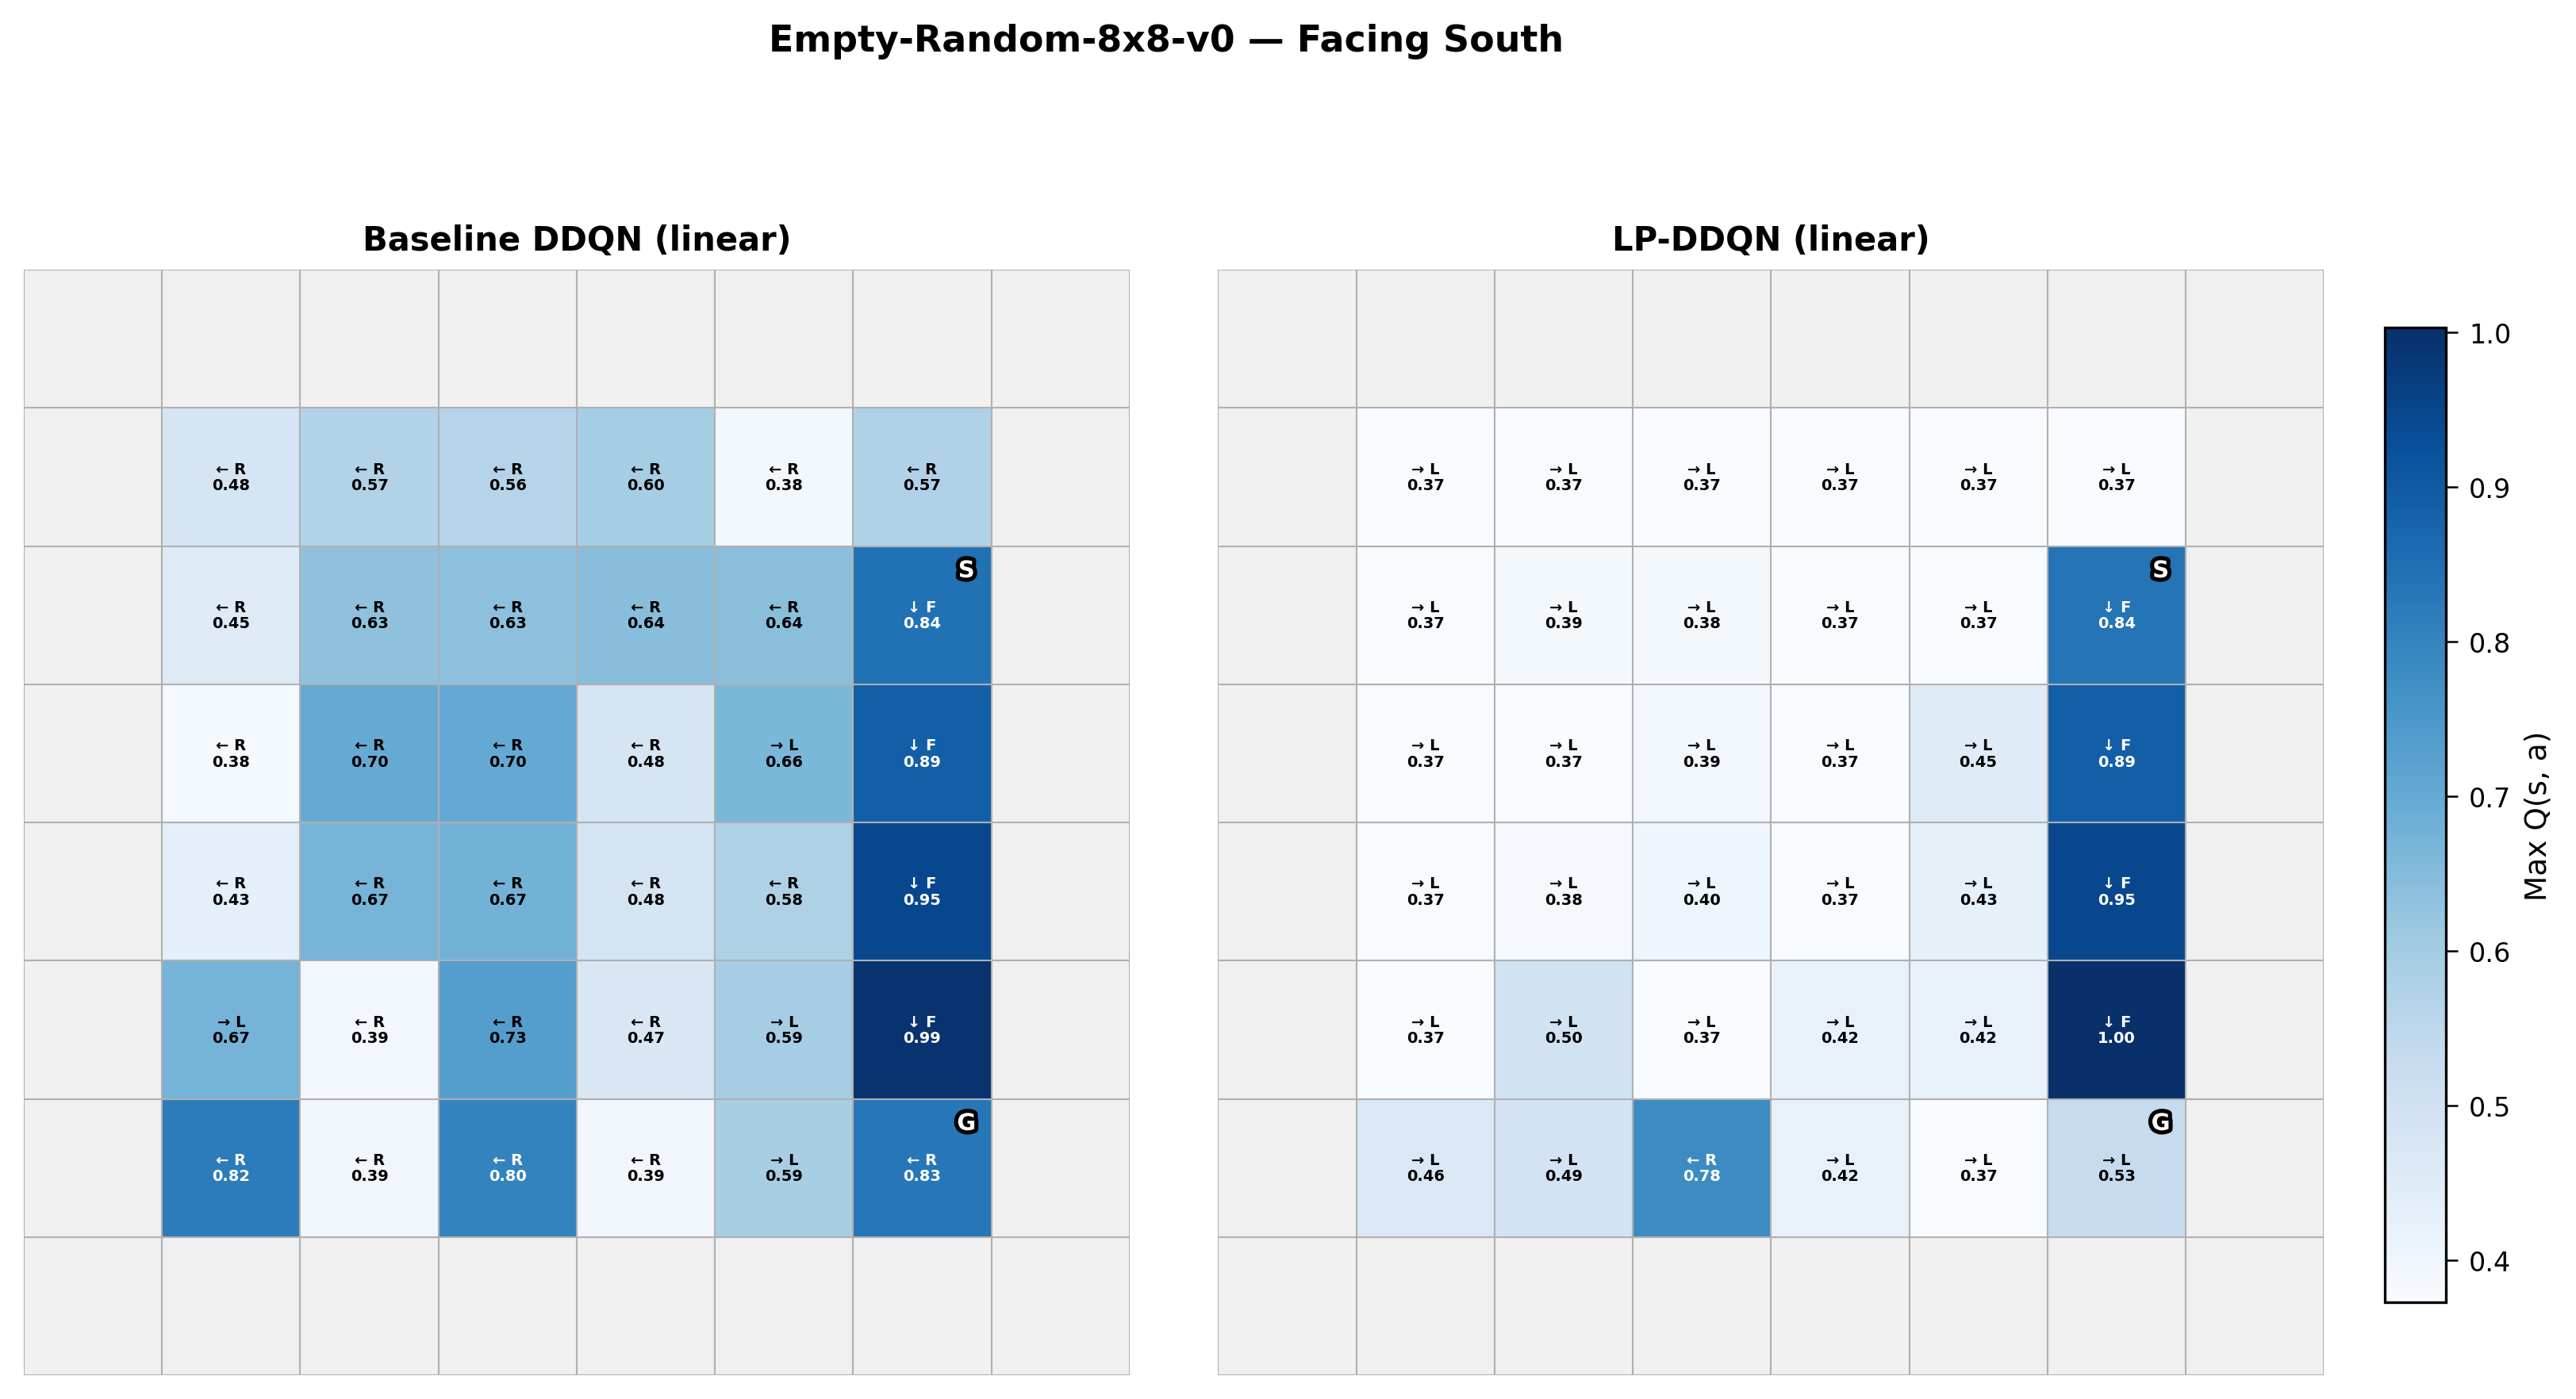 Empty-Random-8x8-v0 — Facing South
Baseline DDQN (linear)
← R ← R ← R ← R ← R ← R
0.48 0.57 0.56 0.60 0.38 0.57
S
← R ← R ← R ← R ← R ↓ F
0.45 0.63 0.63 0.64 0.64 0.84
← R ← R ← R ← R → L ↓ F
0.38 0.70 0.70 0.48 0.66 0.89
← R ← R ← R ← R ← R ↓ F
0.43 0.67 0.67 0.48 0.58 0.95
→ L ← R ← R ← R → L ↓ F
0.67 0.39 0.73 0.47 0.59 0.99
G
← R ← R ← R ← R → L ← R
0.82 0.39 0.80 0.39 0.59 0.83
LP-DDQN (linear)
→ L → L → L → L → L → L
0.37 0.37 0.37 0.37 0.37 0.37
S
→ L → L → L → L → L ↓ F
0.37 0.39 0.38 0.37 0.37 0.84
→ L → L → L → L → L ↓ F
0.37 0.37 0.39 0.37 0.45 0.89
→ L → L → L → L → L ↓ F
0.37 0.38 0.40 0.37 0.43 0.95
→ L → L → L → L → L ↓ F
0.37 0.50 0.37 0.42 0.42 1.00
G
→ L → L ← R → L → L → L
0.46 0.49 0.78 0.42 0.37 0.53
1.0
0.9
0.8
0.7
0.6
0.5
0.4
Max Q(s, a)